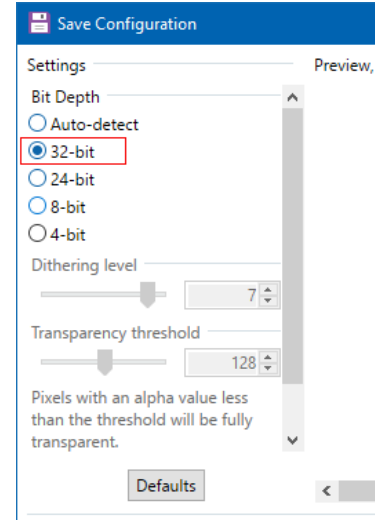 Save Configuration
Settings
Preview,
Bit Depth
Auto-detect
32-bit
24-bit
8-bit
4-bit
Dithering level
7
Transparency threshold
128
Pixels with an alpha value less
than the threshold will be fully
transparent.
Defaults